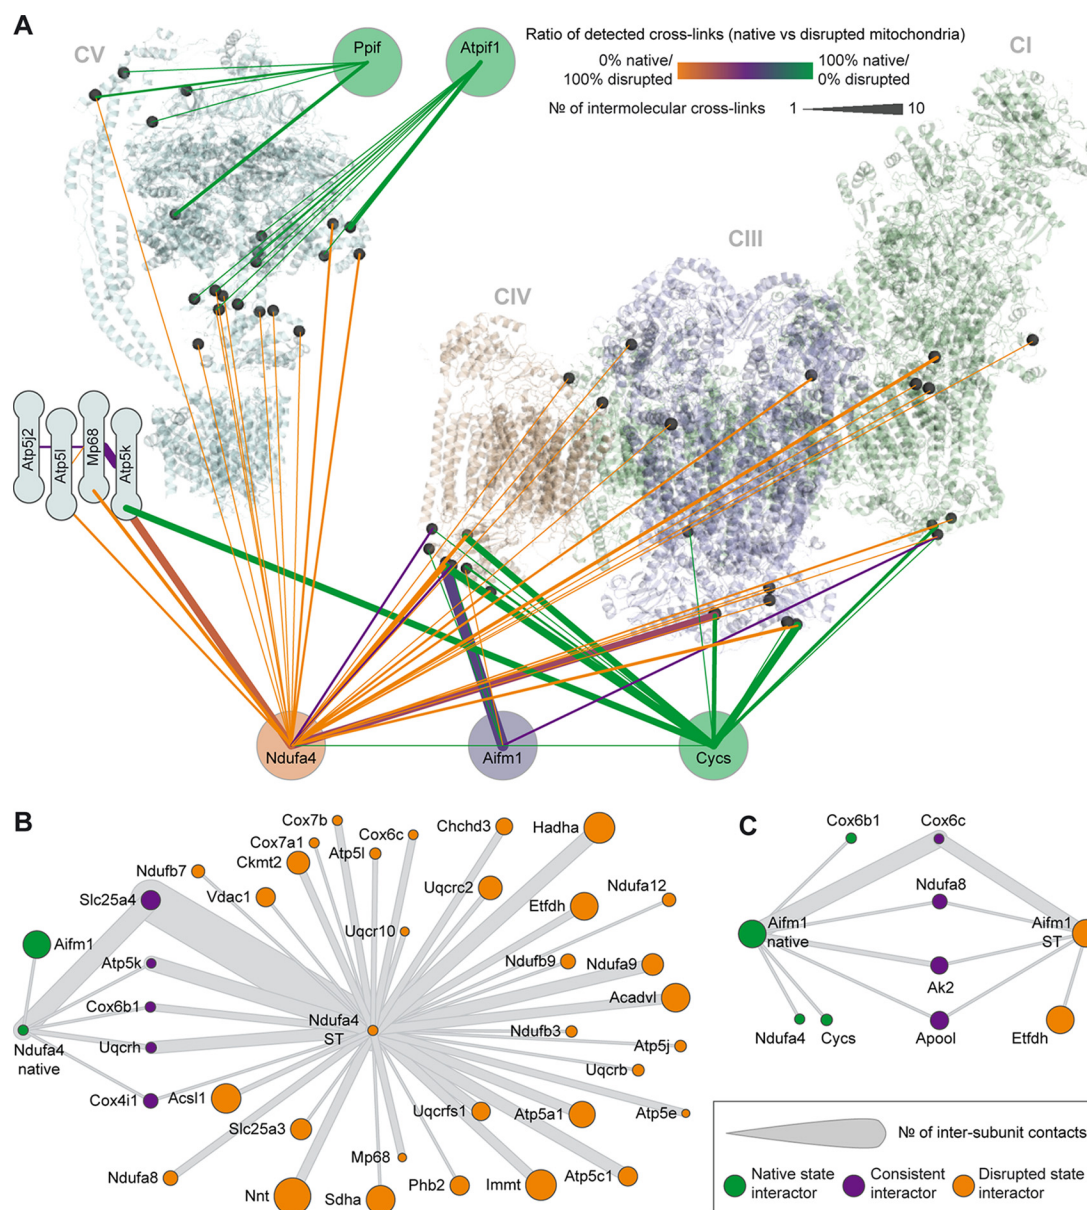 A
CV
Ppif
Atpif1
Ratio of detected cross-links (native vs disrupted mitochondria)
0% native/
100% disrupted
100% native/
0% disrupted
№ of intermolecular cross-links
1
10
CI
CIII
CIV
Atp5j2
Atp5l
Mp68
Atp5k
Ndufa4
Aifm1
Cycs
B
Cox7b
Cox7a1
Cox6c
Chchd3
Hadha
Ndufb7
Ckmt2
Atp5l
Slc25a4
Vdac1
Uqcrc2
Etfdh
Ndufa12
Aifm1
Uqcr10
Atp5k
Ndufb9
Ndufa9
Cox6b1
Acadvl
Ndufa4
ST
Ndufb3
Ndufa4
native
Uqcrh
Atp5j
Uqcrb
Cox4i1
Acsl1
Uqcrfs1
Atp5a1
Atp5e
Slc25a3
Mp68
Ndufa8
Nnt
Sdha
Phb2
Immt
Atp5c1
C
Cox6b1
Cox6c
Ndufa8
Aifm1
native
Aifm1
ST
Ak2
Ndufa4
Cycs
Apool
Etfdh
№ of inter-subunit contacts
Native state
interactor
Consistent
interactor
Disrupted state
interactor